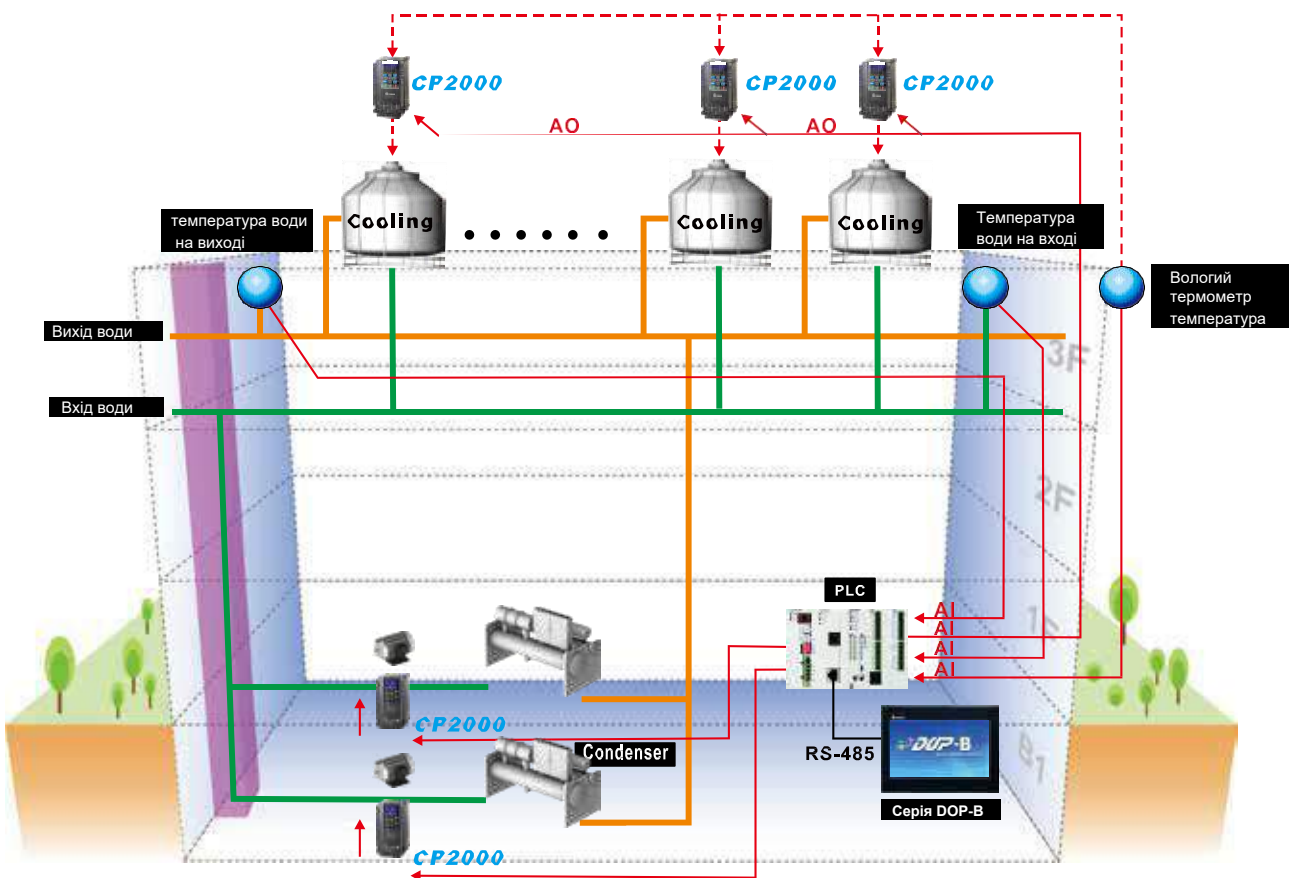 CP2000
CP2000
CP2000
AO
AO
Cooling
Cooling
Cooling
температура води
на виході
Температура
води на вході
Вологий
термометр
температура
Вихід води
Вхід води
3F
2F
1F
B1
PLC
AI
AI
AI
AI
CP2000
Condenser
RS-485
DOP-B
Серія DOP-B
CP2000